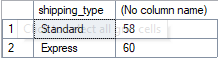 shipping_type (No column name)
1 Standard 58
2 Express 60